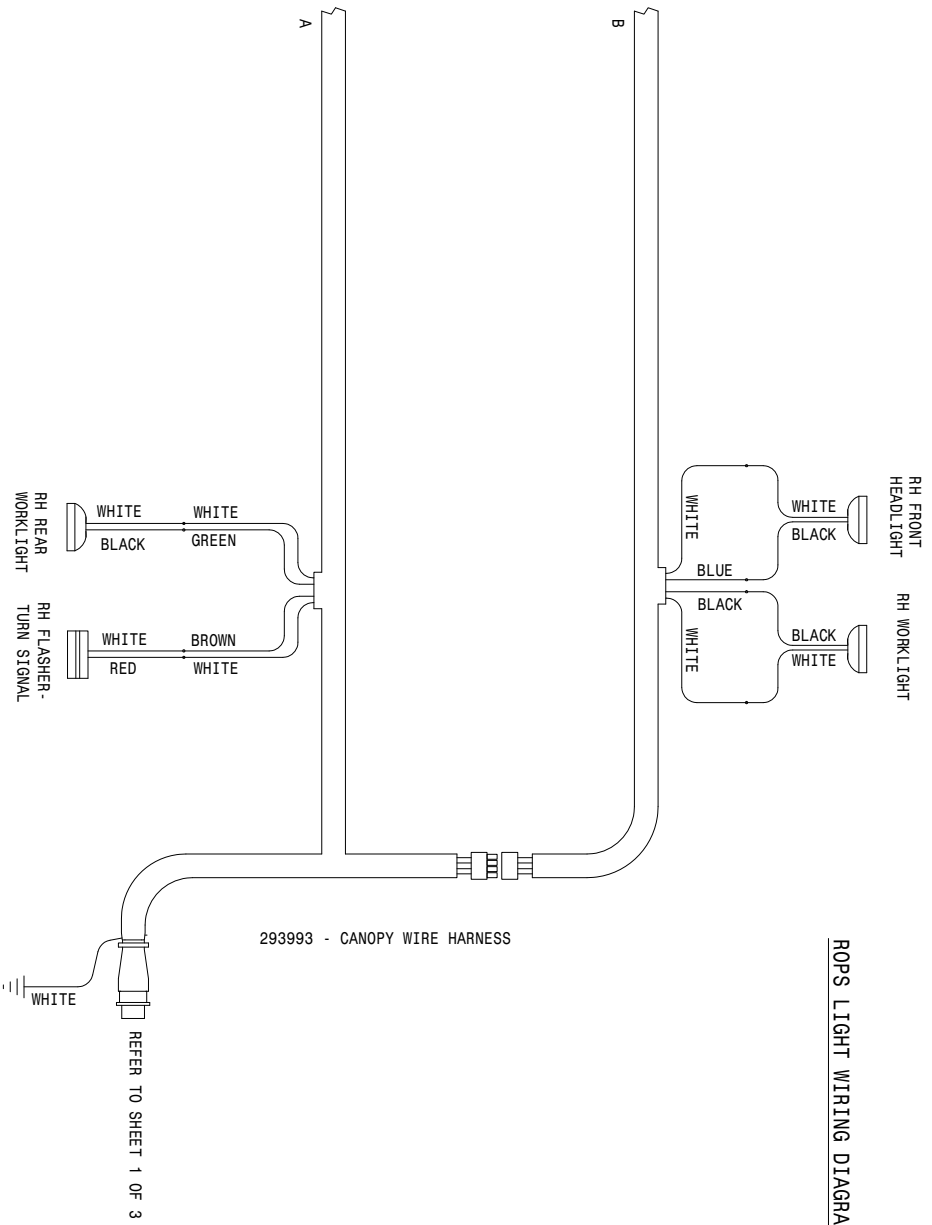 A
B
RH FRONT
HEADLIGHT
WHITE
BLACK
WHITE
BLUE
BLACK
WHITE
BLACK
WHITE
RH WORKLIGHT
RH REAR
WORKLIGHT
WHITE
WHITE
BLACK
GREEN
RH FLASHER-
TURN SIGNAL
WHITE
BROWN
RED
WHITE
293993 - CANOPY WIRE HARNESS
WHITE
REFER TO SHEET 1 OF 3
ROPS LIGHT WIRING DIAGRA